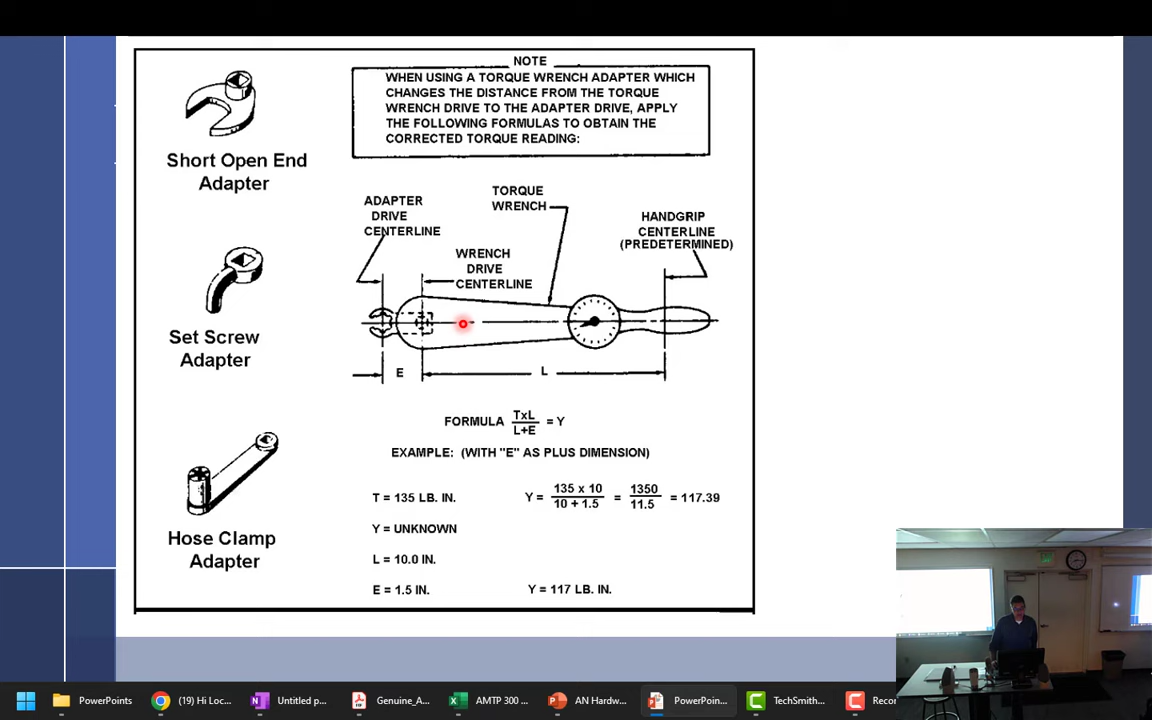 NOTE
WHEN USING A TORQUE WRENCH ADAPTER WHICH
CHANGES THE DISTANCE FROM THE TORQUE
WRENCH DRIVE TO THE ADAPTER DRIVE, APPLY
THE FOLLOWING FORMULAS TO OBTAIN THE
CORRECTED TORQUE READING:
Short Open End
Adapter
Set Screw
Adapter
Hose Clamp
Adapter
ADAPTER
DRIVE
CENTERLINE
WRENCH
DRIVE
CENTERLINE
TORQUE
WRENCH
HANDGRIP
CENTERLINE
(PREDETERMINED)
E
L
FORMULA TxL / L+E = Y
EXAMPLE: (WITH "E" AS PLUS DIMENSION)
T = 135 LB. IN.
Y = 135 x 10 / 10 + 1.5 = 1350 / 11.5 = 117.39
Y = UNKNOWN
L = 10.0 IN.
E = 1.5 IN.
Y = 117 LB. IN.
PowerPoints
(19) Hi Loc...
Untitled p...
Genuine_A...
AMTP 300 ...
AN Hardw...
PowerPoin...
TechSmith...
Reco